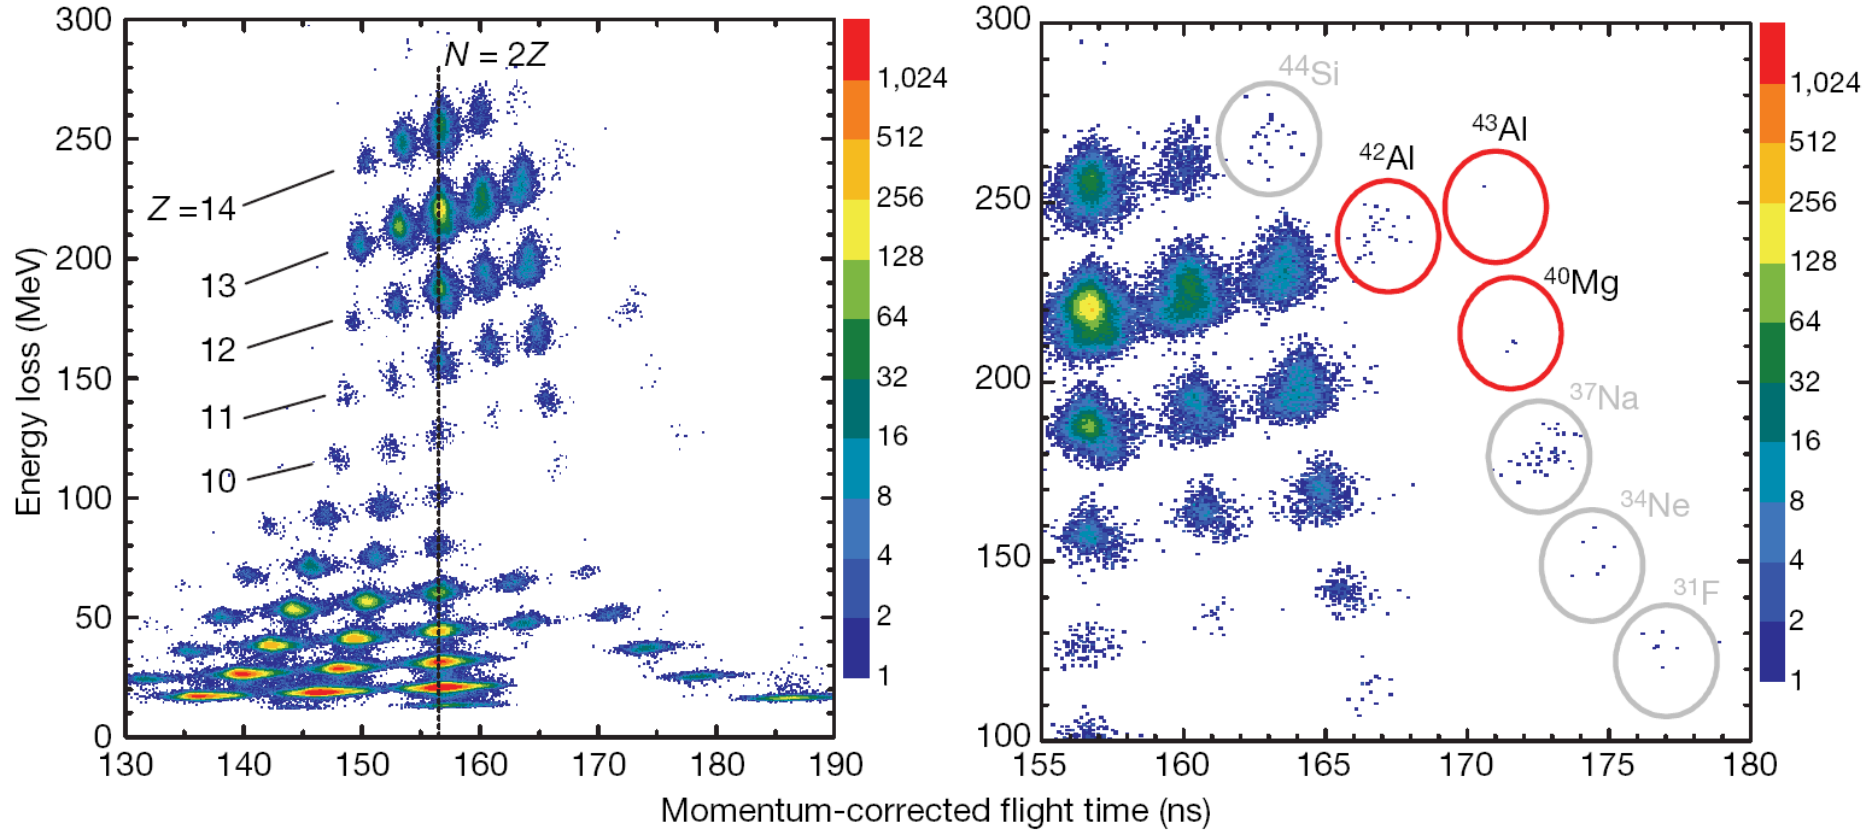 300
250
200
150
100
50
0
Energy loss (MeV)
130 140 150 160 170 180 190
N = 2Z
Z =14
13
12
11
10
1,024
512
256
128
64
32
16
8
4
2
1
300
250
200
150
100
155 160 165 170 175 180
⁴⁴Si
⁴³Al
⁴²Al
⁴⁰Mg
³⁷Na
³⁴Ne
³¹F
1,024
512
256
128
64
32
16
8
4
2
1
Momentum-corrected flight time (ns)